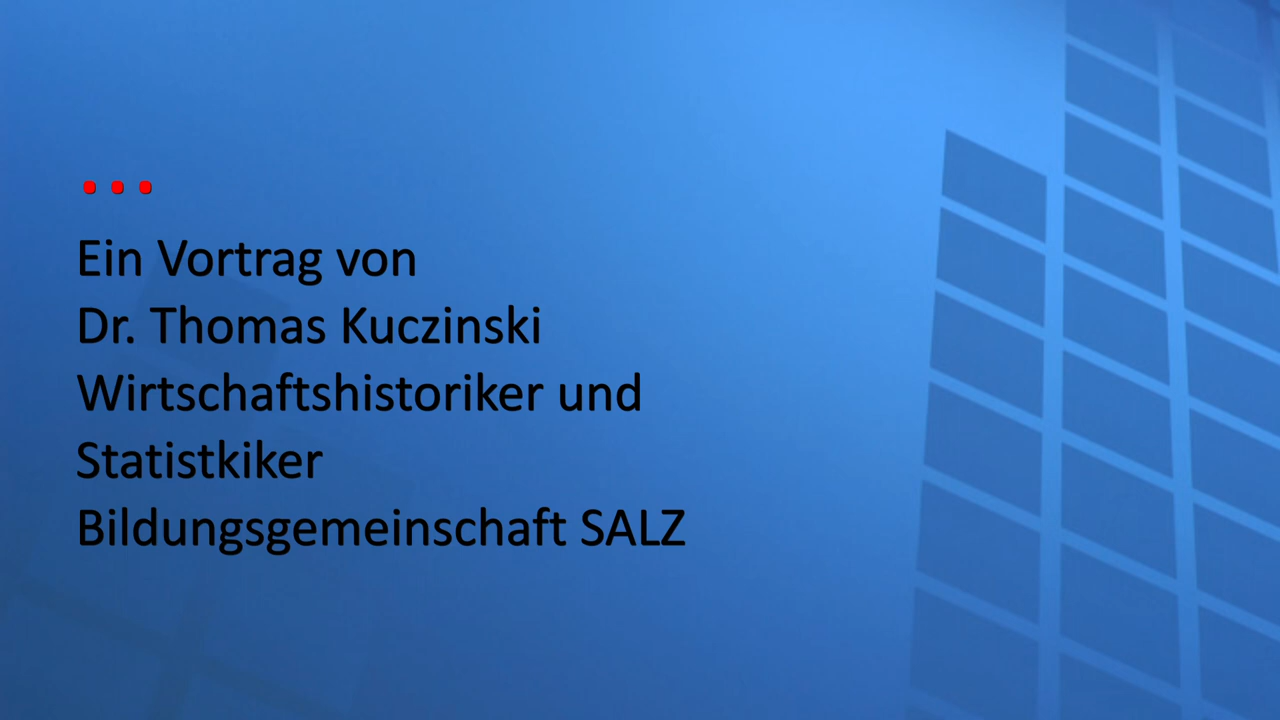 ...
Ein Vortrag von
Dr. Thomas Kuczinski
Wirtschaftshistoriker und
Statistkiker
Bildungsgemeinschaft SALZ